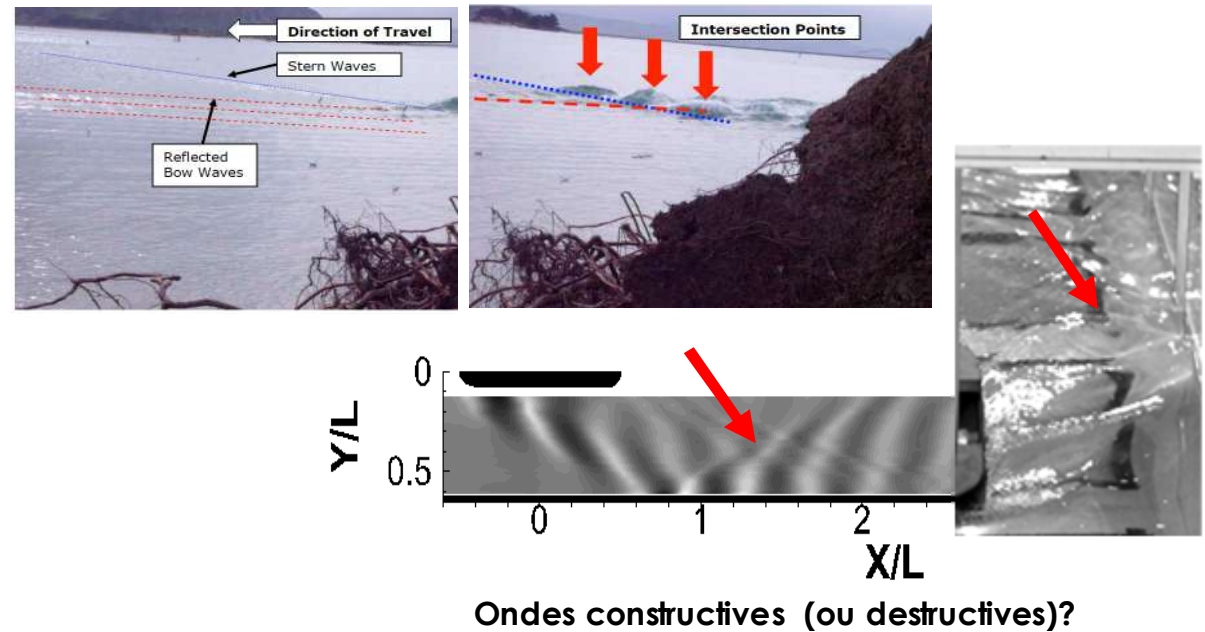 Direction of Travel
Stern Waves
Reflected
Bow Waves
Intersection Points
0
0.5
Y/L
0
1
2
X/L
Ondes constructives (ou destructives)?